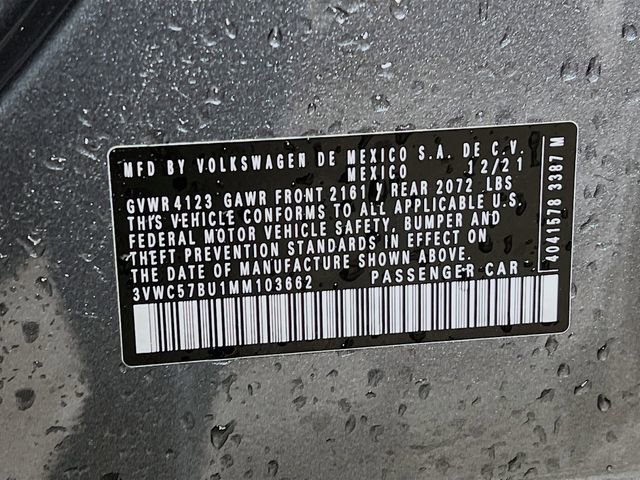 MFD BY VOLKSWAGEN DE MEXICO S.A. DE C.V.
MEXICO 12/21
GVWR 4123 GAWR FRONT 2161 / REAR 2072 LBS
THIS VEHICLE CONFORMS TO ALL APPLICABLE U.S.
FEDERAL MOTOR VEHICLE SAFETY, BUMPER AND
THEFT PREVENTION STANDARDS IN EFFECT ON
THE DATE OF MANUFACTURE SHOWN ABOVE.
3VWC57BU1MM103662 PASSENGER CAR
4041578 3387 M